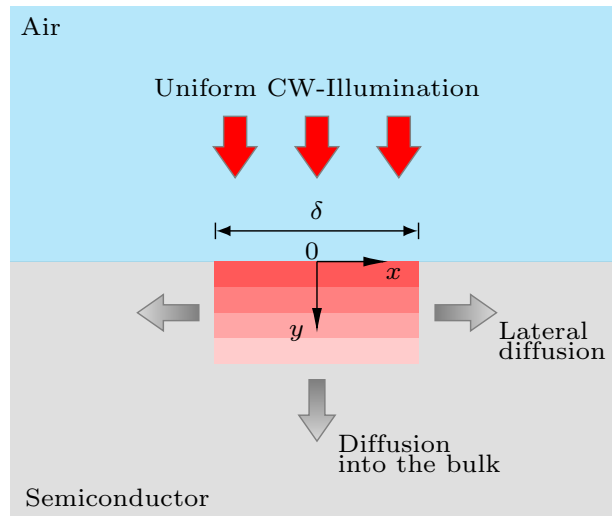 Air
Uniform CW-Illumination
δ
0
x
y
Lateral
diffusion
Diffusion
into the bulk
Semiconductor